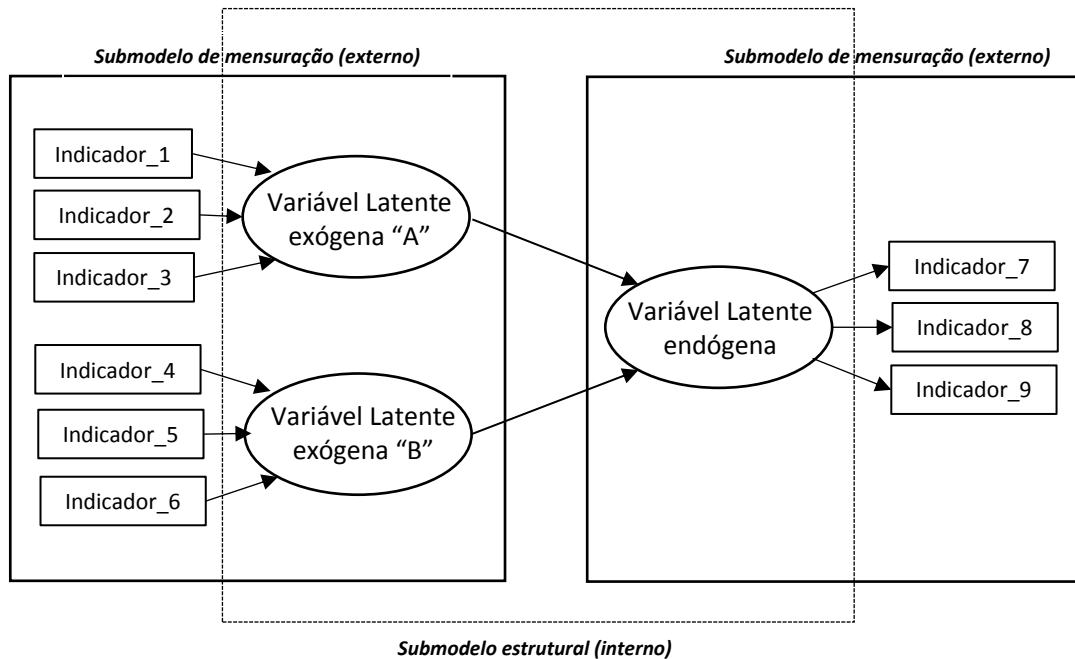 Submodelo de mensuração (externo)
Submodelo de mensuração (externo)
Indicador_1
Indicador_2
Indicador_3
Variável Latente
exógena “A”
Indicador_4
Indicador_5
Indicador_6
Variável Latente
exógena “B”
Variável Latente
endógena
Indicador_7
Indicador_8
Indicador_9
Submodelo estrutural (interno)